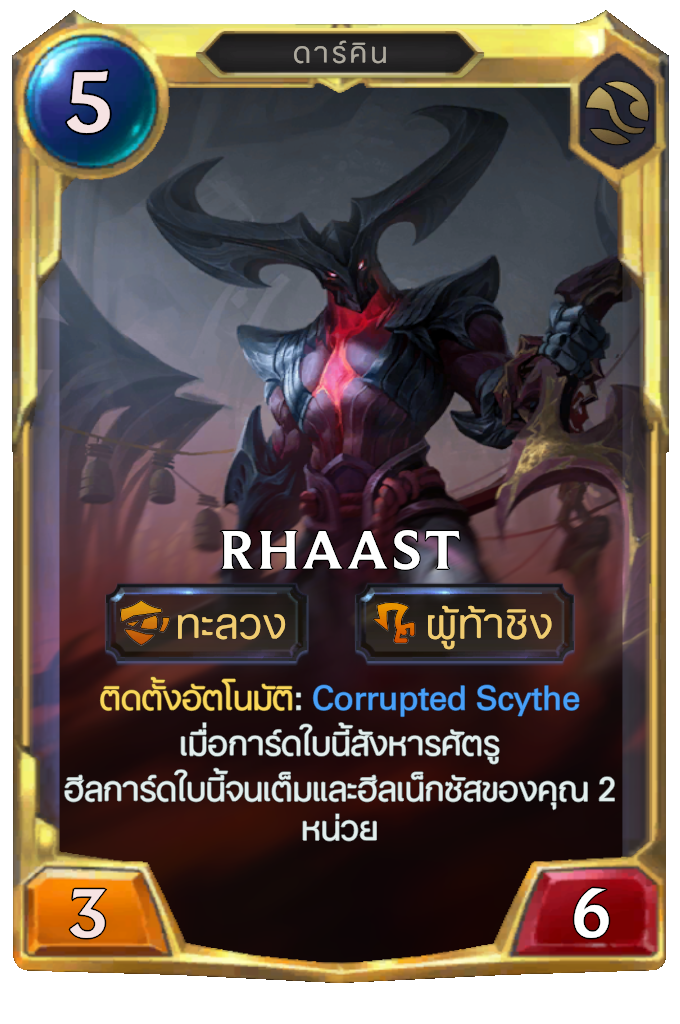 ดาร์คิน
5
RHAAST
ทะลวง ผู้ท้าชิง
ติดตั้งอัตโนมัติ: Corrupted Scythe
เมื่อการ์ดใบนี้สังหารศัตรู
ฮีลการ์ดใบนี้จนเต็มและฮีลเน็กซัสของคุณ 2
หน่วย
3 6